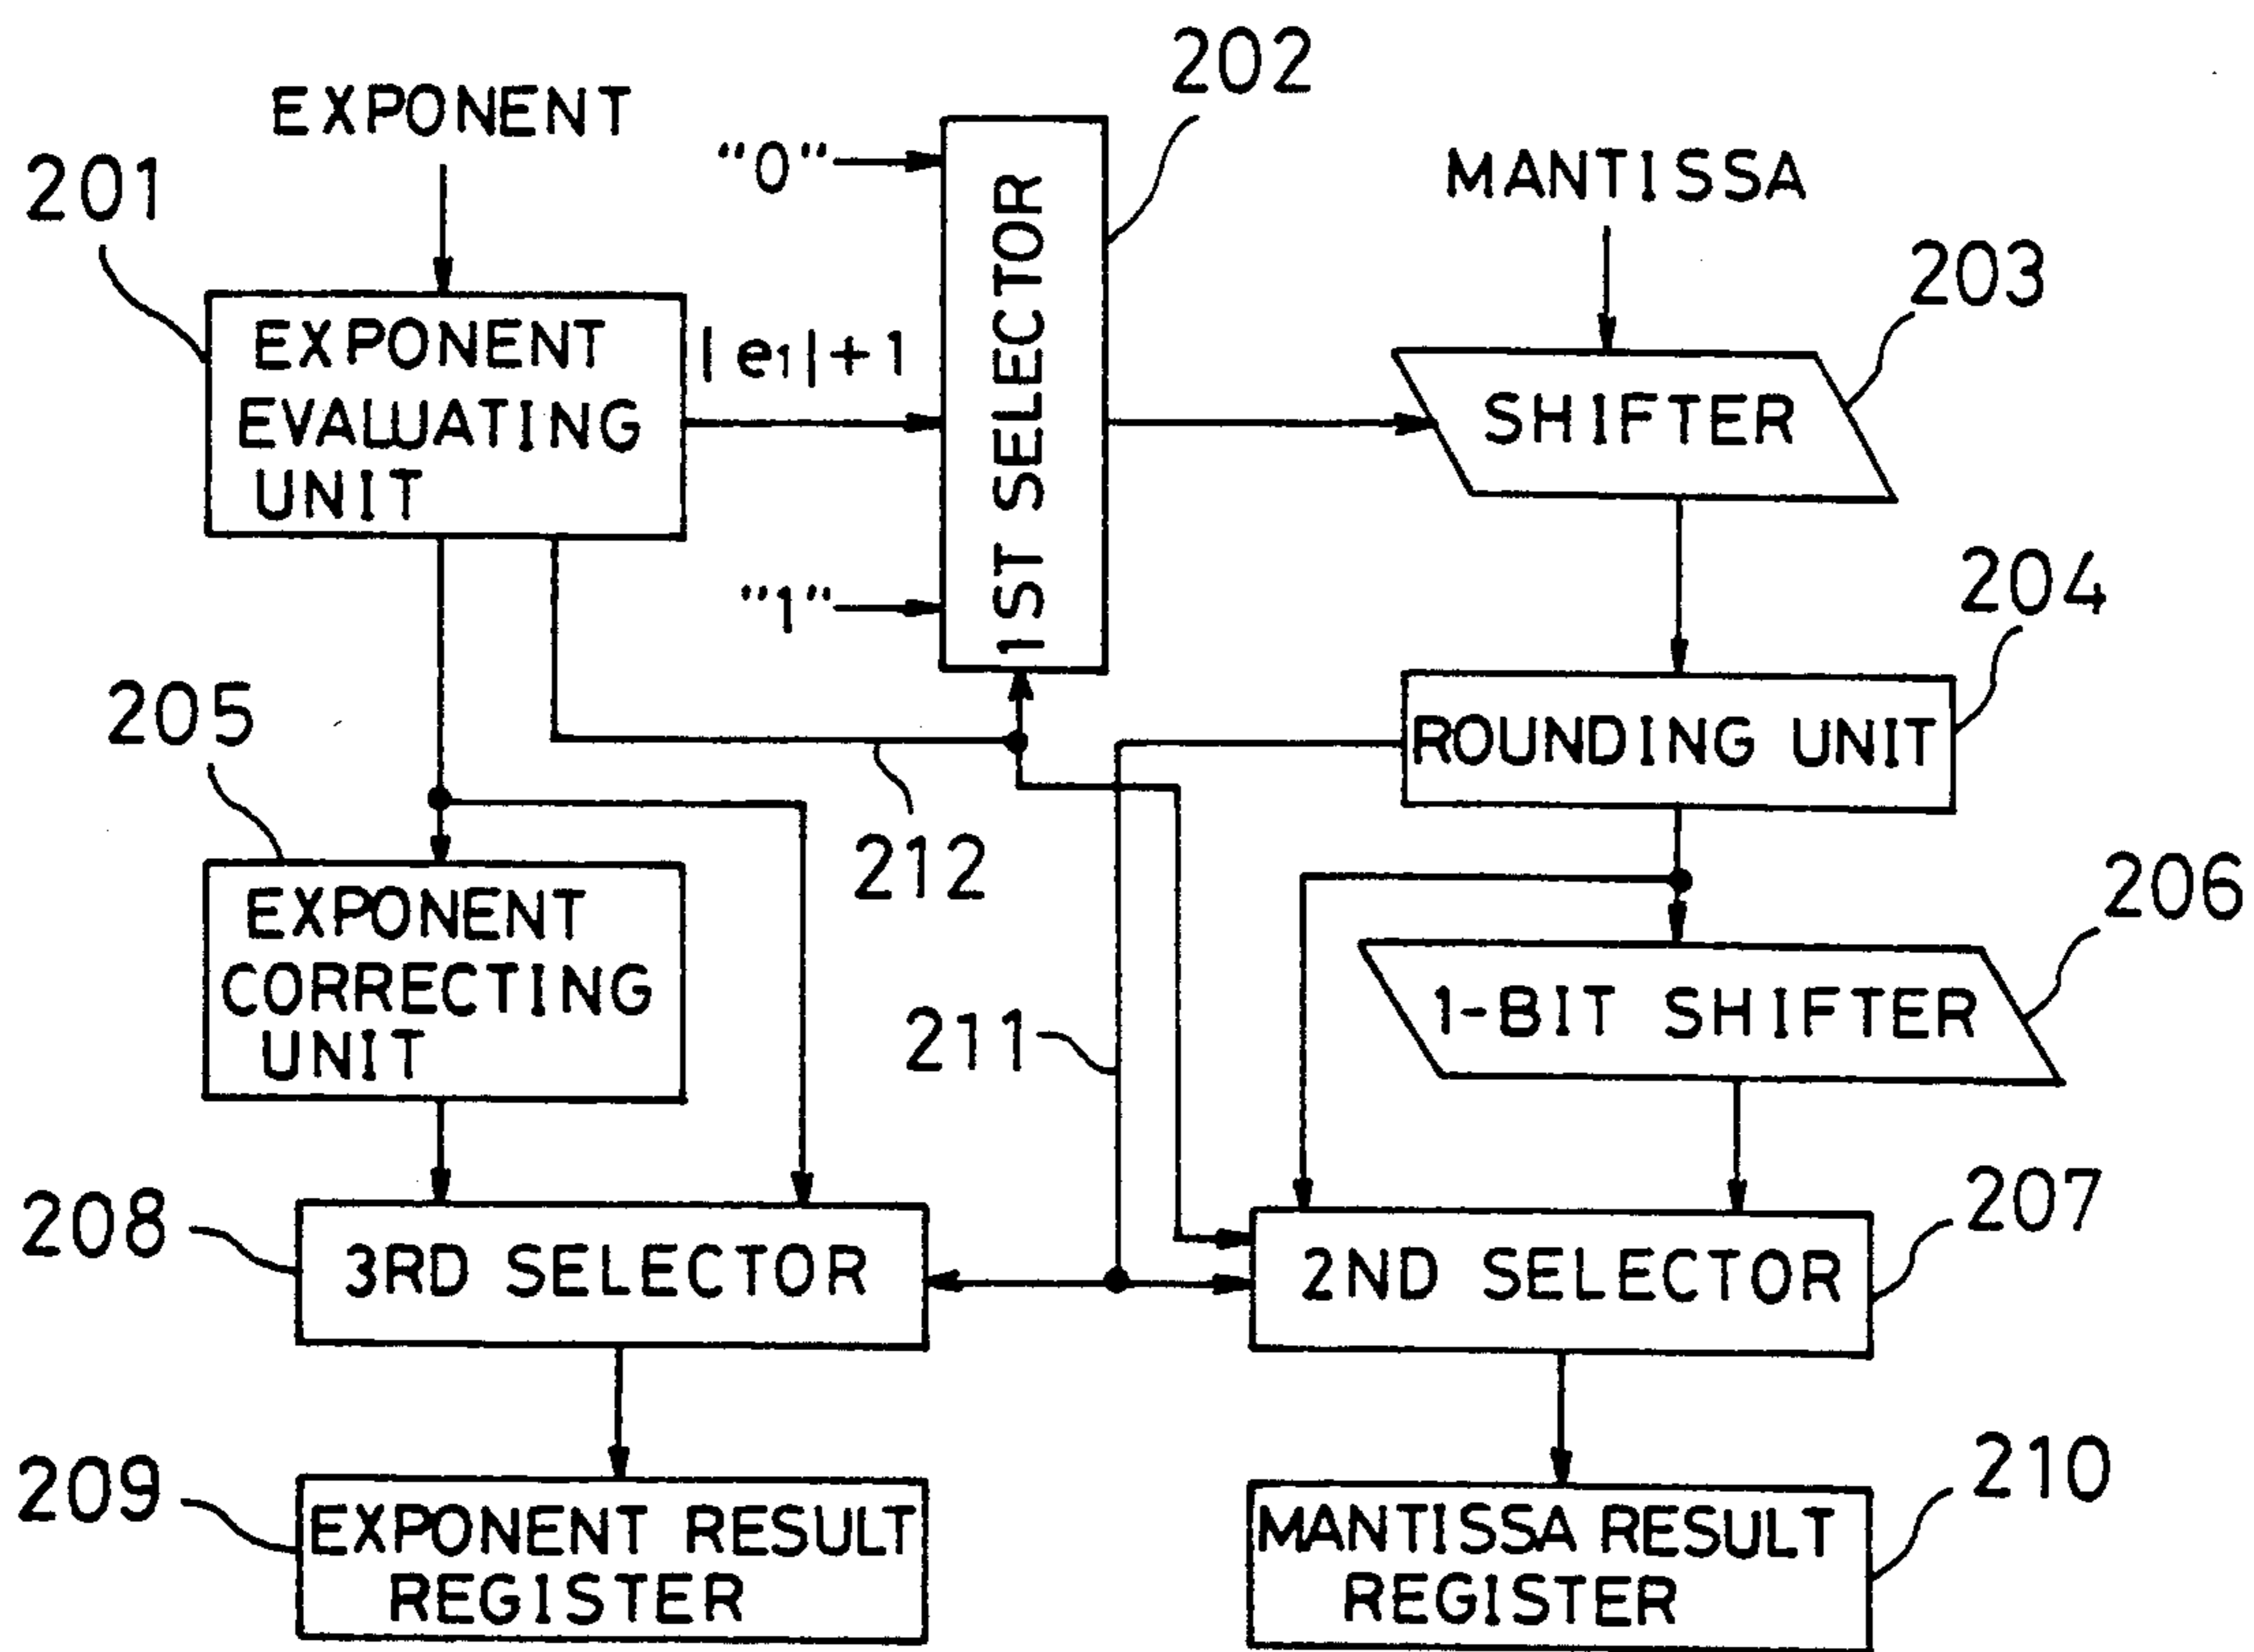 202
EXPONENT
"0"
MANTISSA
201
203
1ST SELECTOR
EXPONENT
EVALUATING
UNIT
|e1|+1
SHIFTER
204
"1"
205
ROUNDING UNIT
212
206
EXPONENT
CORRECTING
UNIT
211
1-BIT SHIFTER
208
207
3RD SELECTOR
2ND SELECTOR
209
210
EXPONENT RESULT
REGISTER
MANTISSA RESULT
REGISTER